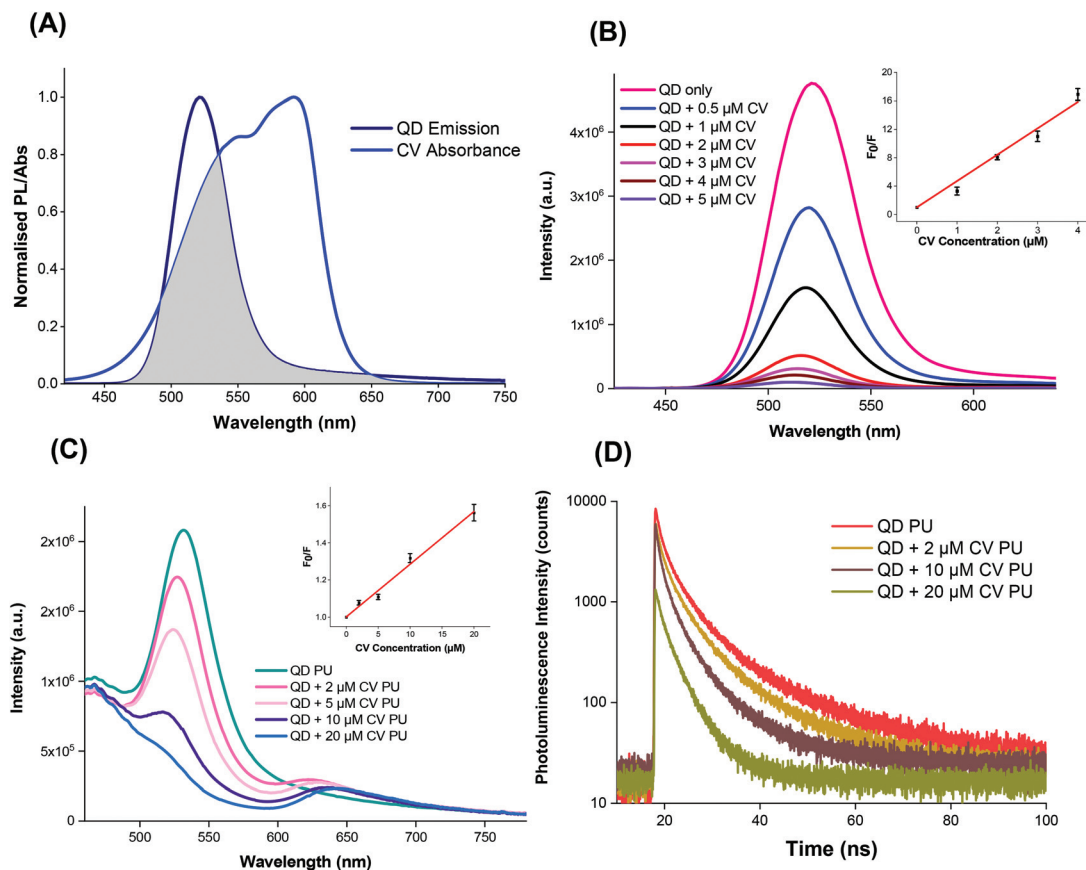 (A)
1.0
0.8
0.6
0.4
0.2
0.0
Normalised PL/Abs
QD Emission
CV Absorbance
450
500
550
600
650
700
750
Wavelength (nm)
(B)
4x10⁶
3x10⁶
2x10⁶
1x10⁶
0
Intensity (a.u.)
QD only
QD + 0.5 µM CV
QD + 1 µM CV
QD + 2 µM CV
QD + 3 µM CV
QD + 4 µM CV
QD + 5 µM CV
20
16
12
8
4
0
F₀/F
0
1
2
3
4
CV Concentration (µM)
450
500
550
600
Wavelength (nm)
(C)
2x10⁶
2x10⁶
1x10⁶
5x10⁵
0
Intensity (a.u.)
1.6
1.4
1.2
1.0
F₀/F
0
5
10
15
20
CV Concentration (µM)
QD PU
QD + 2 µM CV PU
QD + 5 µM CV PU
QD + 10 µM CV PU
QD + 20 µM CV PU
500
550
600
650
700
750
Wavelength (nm)
(D)
10000
1000
100
10
Photoluminescence Intensity (counts)
QD PU
QD + 2 µM CV PU
QD + 10 µM CV PU
QD + 20 µM CV PU
20
40
60
80
100
Time (ns)